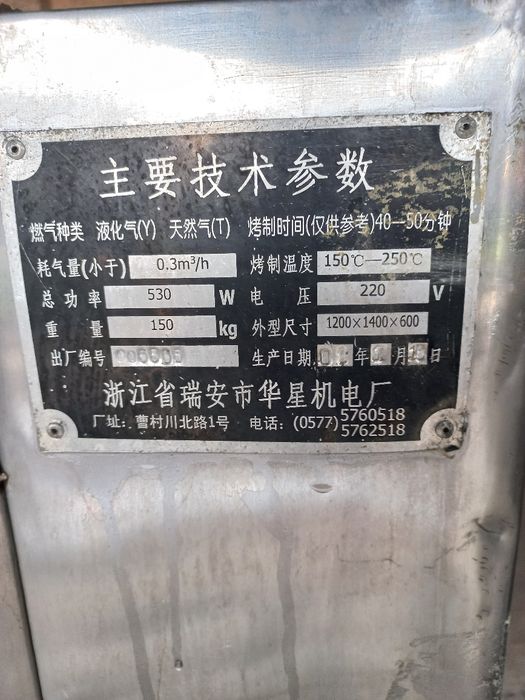 主要技术参数
燃气种类 液化气(Y) 天然气(T) 烤制时间(仅供参考)40—50分钟
耗气量(小于) 0.3m³/h 烤制温度 150℃—250℃
总功率 530 W 电压 220 V
重量 150 kg 外型尺寸 1200×1400×600
出厂编号 生产日期 年 月 日
浙江省瑞安市华星机电厂
厂址: 曹村川北路1号 电话: (0577) 5760518
5762518